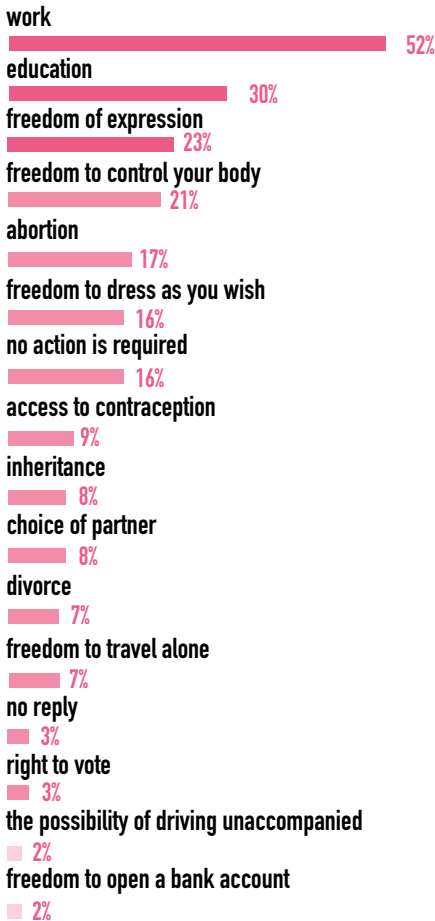 work
52%
education
30%
freedom of expression
23%
freedom to control your body
21%
abortion
17%
freedom to dress as you wish
16%
no action is required
16%
access to contraception
9%
inheritance
8%
choice of partner
8%
divorce
7%
freedom to travel alone
7%
no reply
3%
right to vote
3%
the possibility of driving unaccompanied
2%
freedom to open a bank account
2%